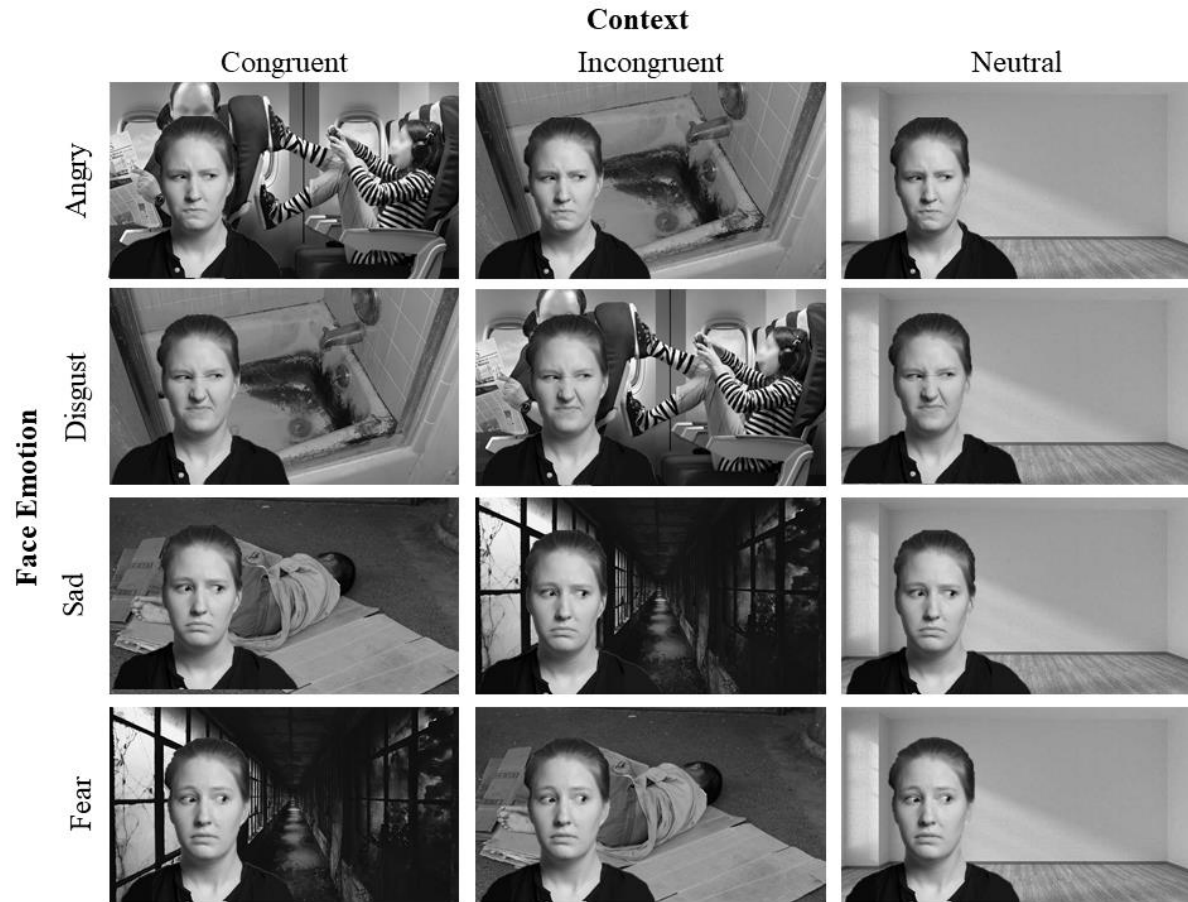 Context
Congruent Incongruent Neutral
Face Emotion
Angry
Disgust
Sad
Fear